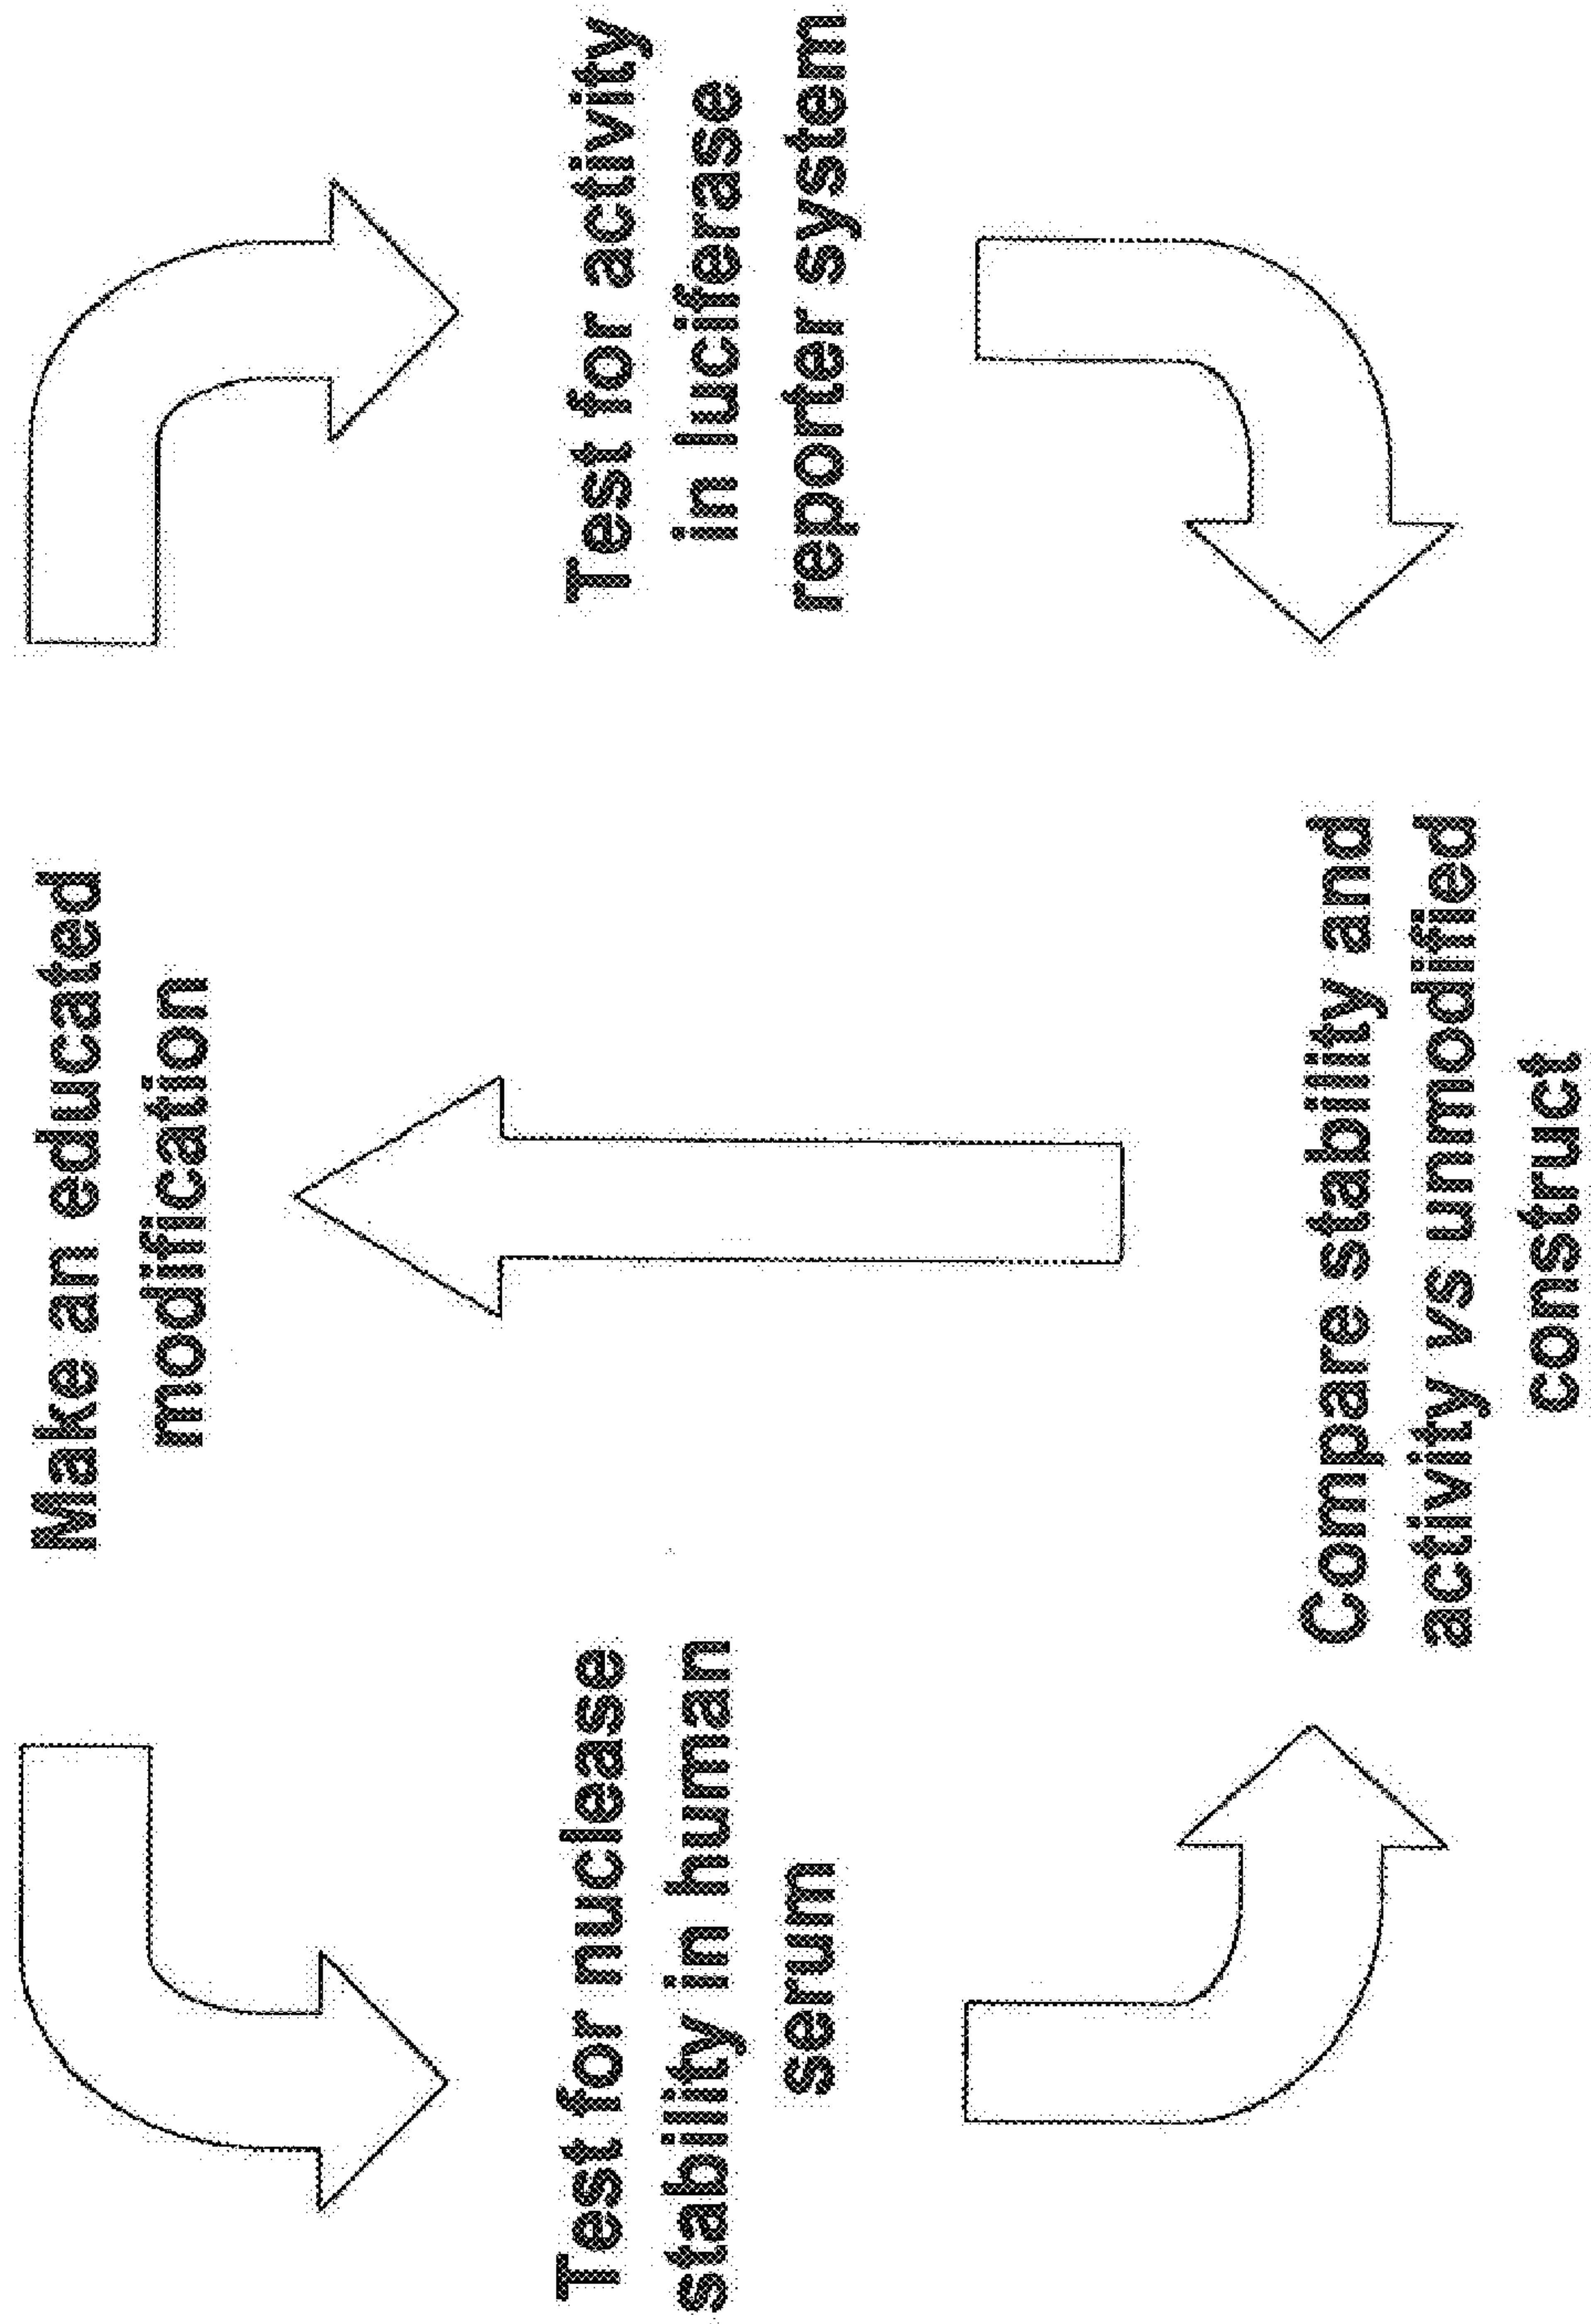 Make an educated
modification
Test for nuclease
stability in human
serum
Test for activity
in luciferase
reporter system
Compare stability and
activity vs unmodified
construct